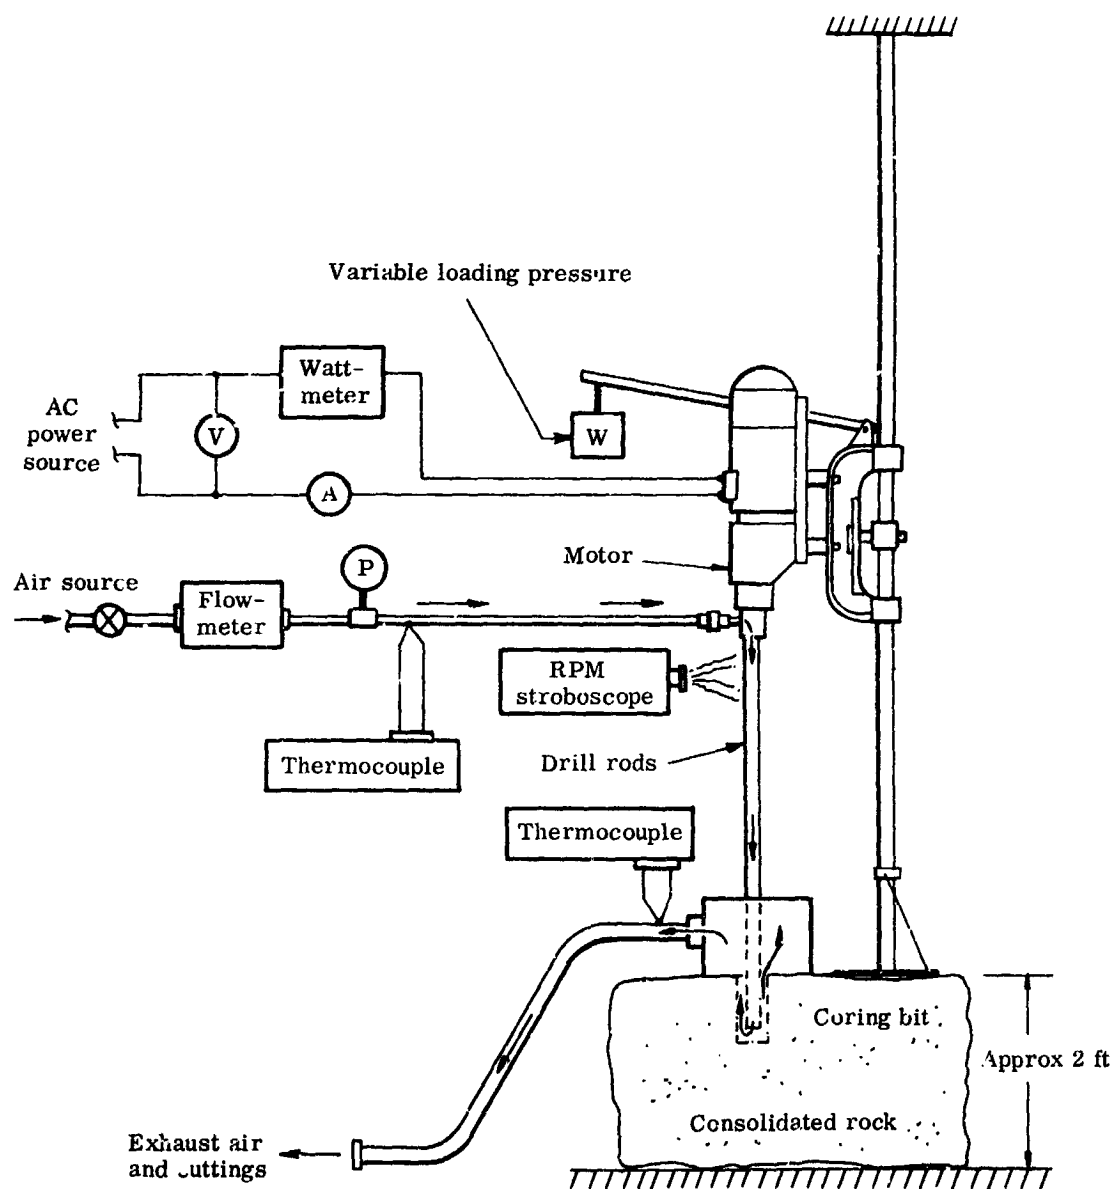 Variable loading pressure
Watt-
meter
AC
power
source
V
W
A
Motor
P
Air source
Flow-
meter
RPM
stroboscope
Thermocouple
Drill rods
Thermocouple
Coring bit
Approx 2 ft
Consolidated rock
Exhaust air
and cuttings